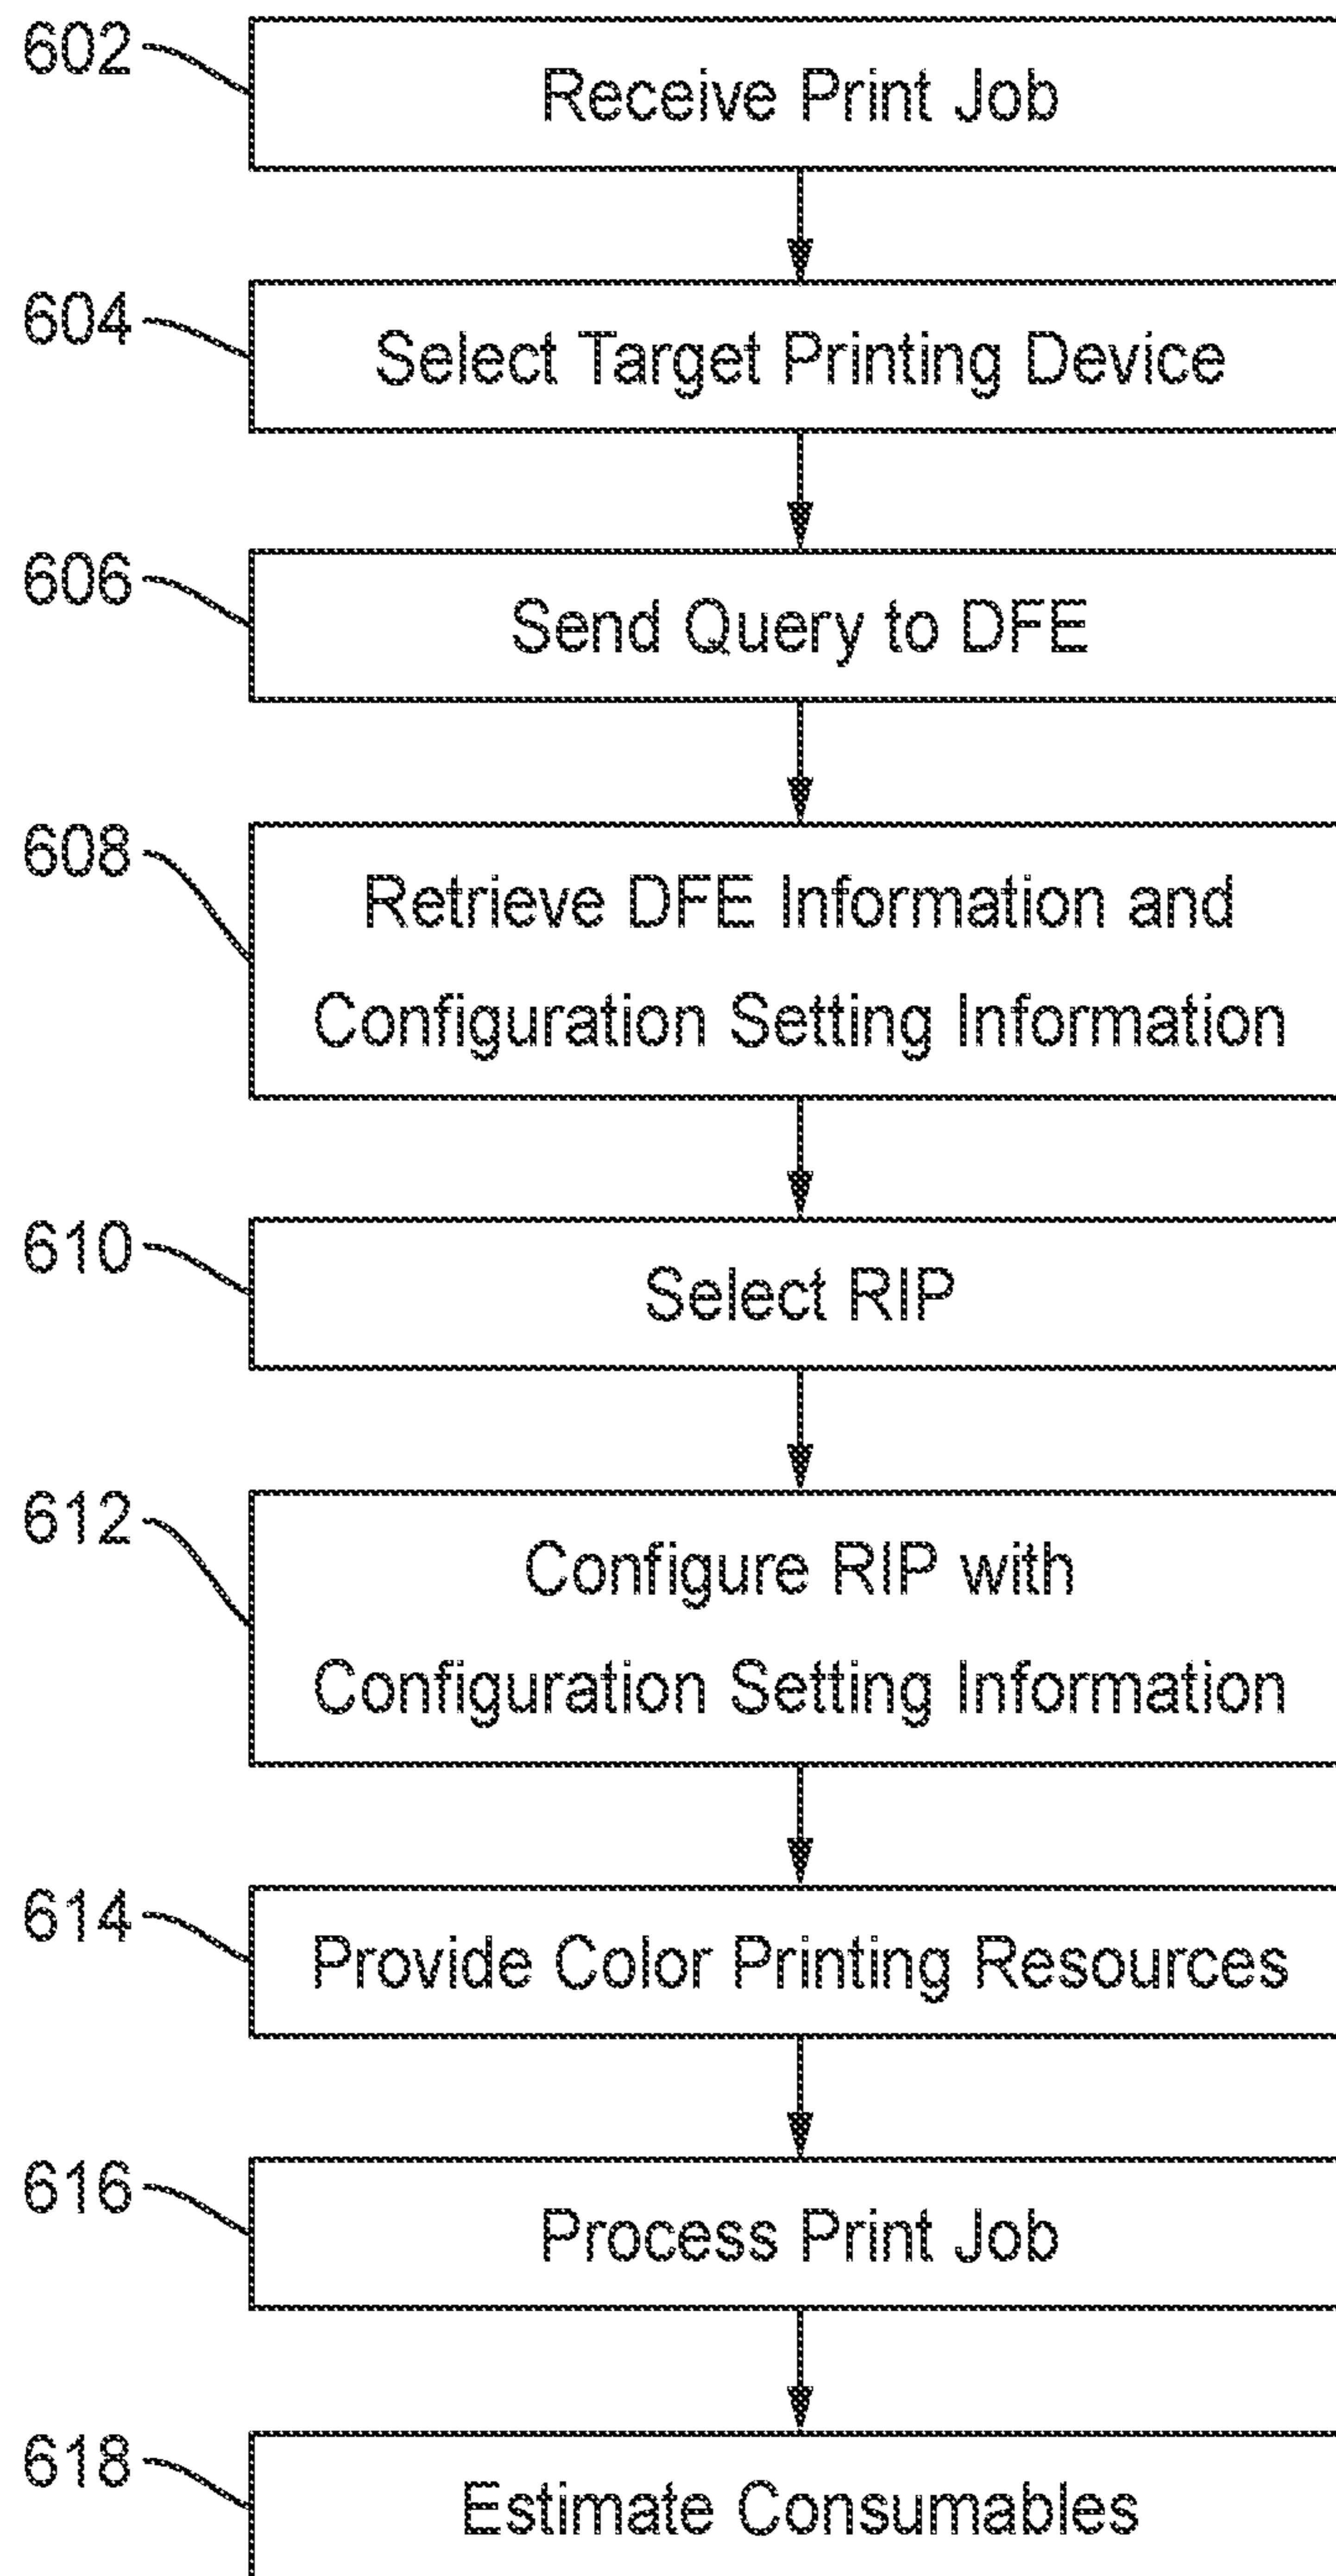 602
Receive Print Job
604
Select Target Printing Device
606
Send Query to DFE
608
Retrieve DFE Information and
Configuration Setting Information
610
Select RIP
612
Configure RIP with
Configuration Setting Information
614
Provide Color Printing Resources
616
Process Print Job
618
Estimate Consumables